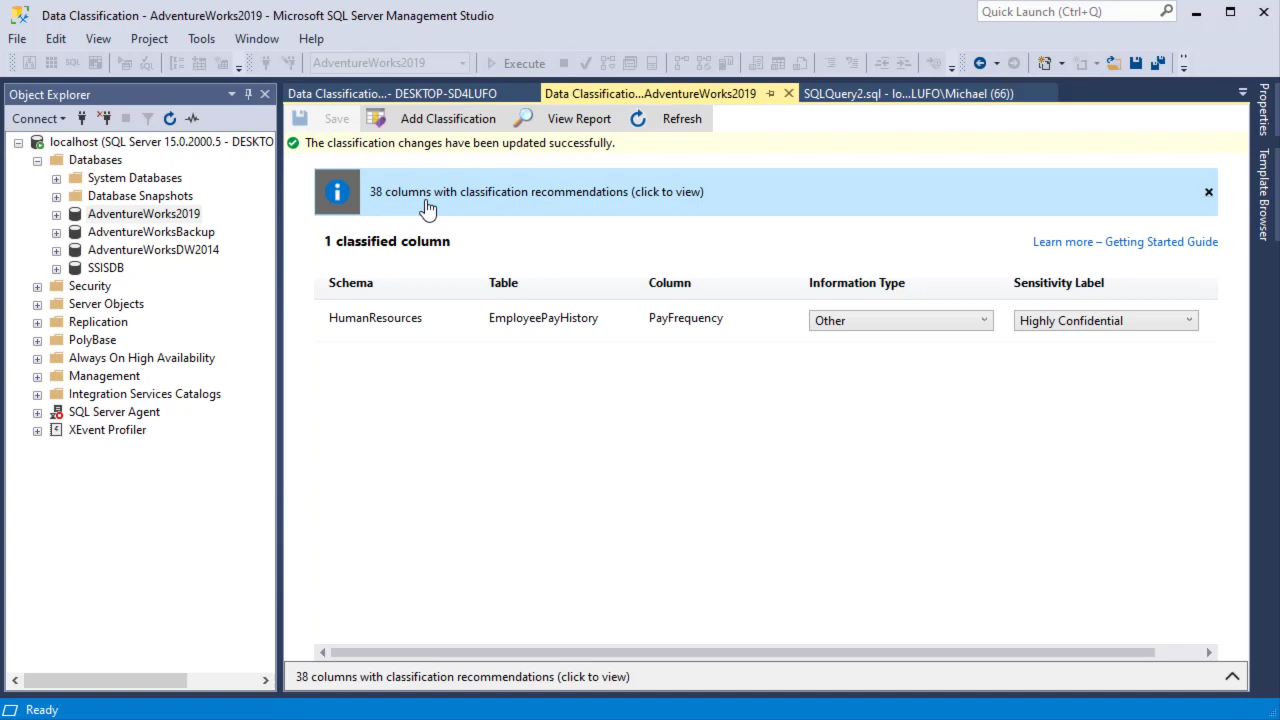 Data Classification - AdventureWorks2019 - Microsoft SQL Server Management Studio
Quick Launch (Ctrl+Q)
File Edit View Project Tools Window Help
AdventureWorks2019
Execute
Object Explorer
Data Classificatio...- DESKTOP-SD4LUFO
Data Classificatio...AdventureWorks2019
SQLQuery2.sql - lo...LUFO\Michael (66))
Connect
Save
Add Classification
View Report
Refresh
The classification changes have been updated successfully.
38 columns with classification recommendations (click to view)
1 classified column
Learn more – Getting Started Guide
Schema Table Column Information Type Sensitivity Label
HumanResources EmployeePayHistory PayFrequency Other Highly Confidential
localhost (SQL Server 15.0.2000.5 - DESKTO
Databases
System Databases
Database Snapshots
AdventureWorks2019
AdventureWorksBackup
AdventureWorksDW2014
SSISDB
Security
Server Objects
Replication
PolyBase
Always On High Availability
Management
Integration Services Catalogs
SQL Server Agent
XEvent Profiler
38 columns with classification recommendations (click to view)
Properties
Template Browser
Ready